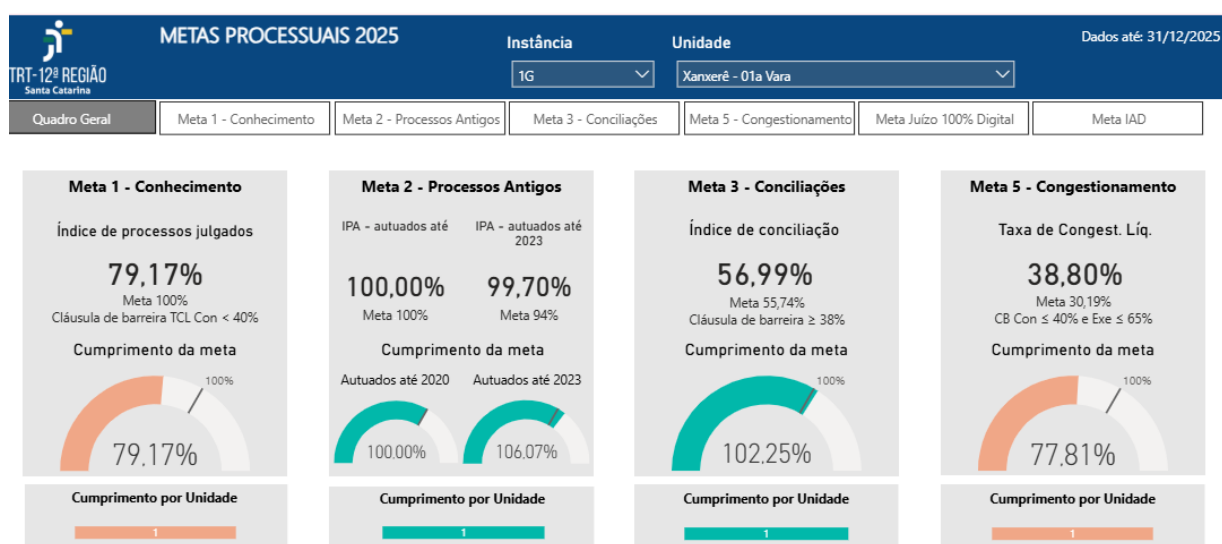 METAS PROCESSUAIS 2025
Instância
Unidade
Dados até: 31/12/2025
TRT-12ª REGIÃO
Santa Catarina
1G
Xanxerê - 01a Vara
Quadro Geral
Meta 1 - Conhecimento
Meta 2 - Processos Antigos
Meta 3 - Conciliações
Meta 5 - Congestionamento
Meta Juízo 100% Digital
Meta IAD
Meta 1 - Conhecimento
Índice de processos julgados
79,17%
Meta 100%
Cláusula de barreira TCL Con < 40%
Cumprimento da meta
100%
79,17%
Cumprimento por Unidade
1
Meta 2 - Processos Antigos
IPA - autuados até
IPA - autuados até
2023
100,00%
99,70%
Meta 100%
Meta 94%
Cumprimento da meta
Autuados até 2020
Autuados até 2023
100,00%
106,07%
Cumprimento por Unidade
1
Meta 3 - Conciliações
Índice de conciliação
56,99%
Meta 55,74%
Cláusula de barreira ≥ 38%
Cumprimento da meta
100%
102,25%
Cumprimento por Unidade
1
Meta 5 - Congestionamento
Taxa de Congest. Líq.
38,80%
Meta 30,19%
CB Con ≤ 40% e Exe ≤ 65%
Cumprimento da meta
100%
77,81%
Cumprimento por Unidade
1